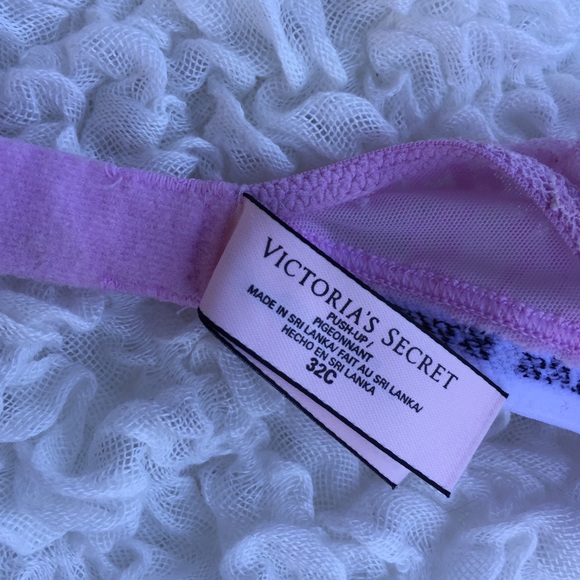 VICTORIA'S SECRET
PUSH-UP /
PIGEONNANT
MADE IN SRI LANKA/ FAIT AU SRI LANKA/
HECHO EN SRI LANKA
32C